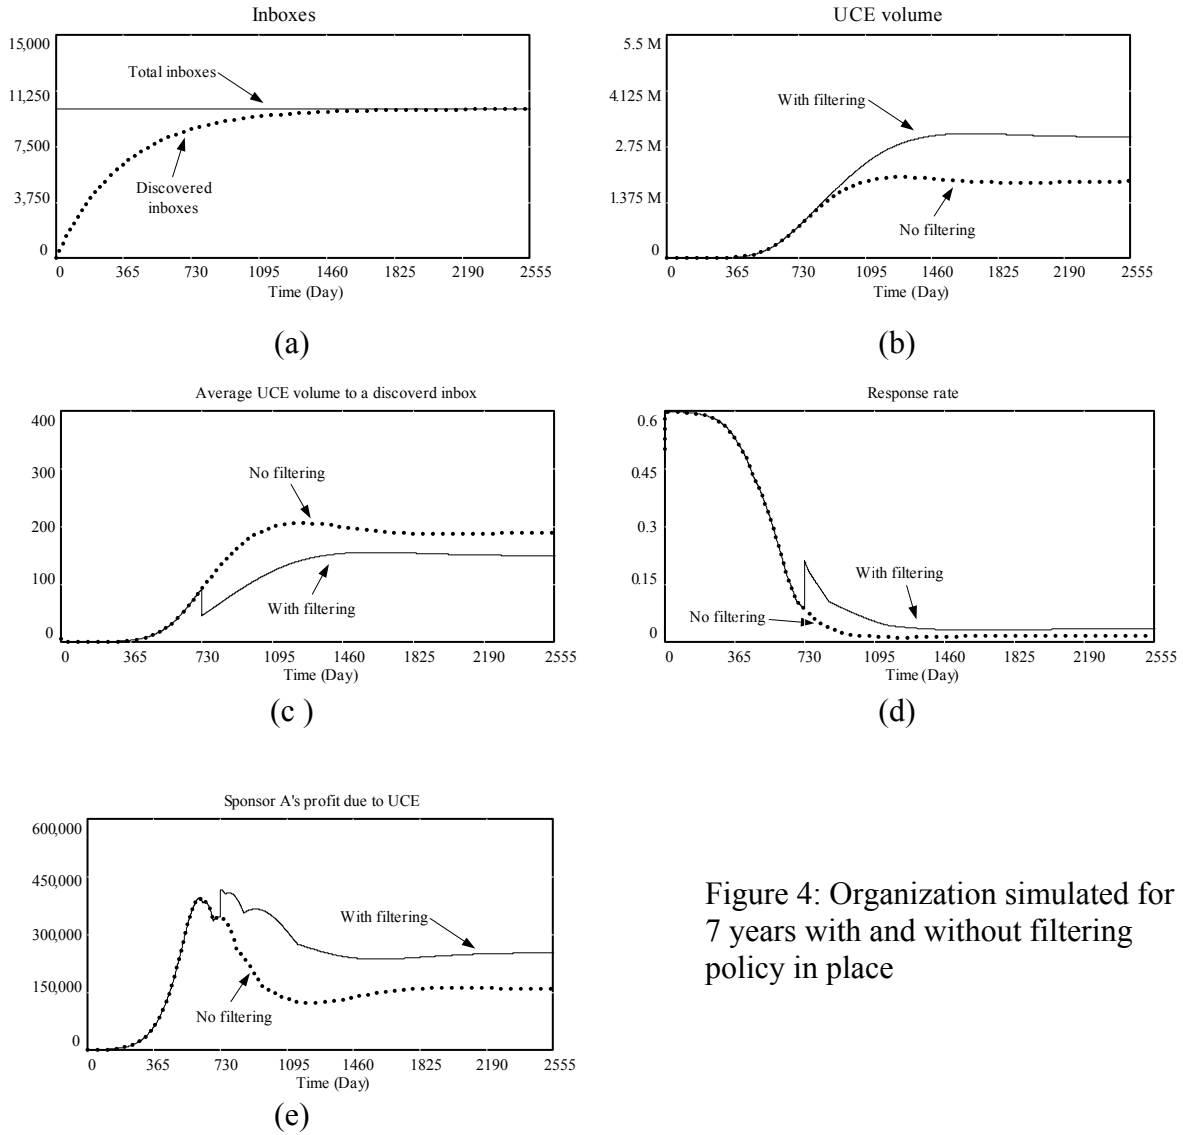 Inboxes
15,000
11,250
7,500
3,750
0
Total inboxes
Discovered
inboxes
0 365 730 1095 1460 1825 2190 2555
Time (Day)
(a)
UCE volume
5.5 M
4.125 M
2.75 M
1.375 M
0
With filtering
No filtering
0 365 730 1095 1460 1825 2190 2555
Time (Day)
(b)
Average UCE volume to a discoverd inbox
400
300
200
100
0
No filtering
With filtering
0 365 730 1095 1460 1825 2190 2555
Time (Day)
(c )
Response rate
0.6
0.45
0.3
0.15
0
With filtering
No filtering
0 365 730 1095 1460 1825 2190 2555
Time (Day)
(d)
Sponsor A's profit due to UCE
600,000
450,000
300,000
150,000
0
With filtering
No filtering
0 365 730 1095 1460 1825 2190 2555
Time (Day)
(e)
Figure 4: Organization simulated for
7 years with and without filtering
policy in place